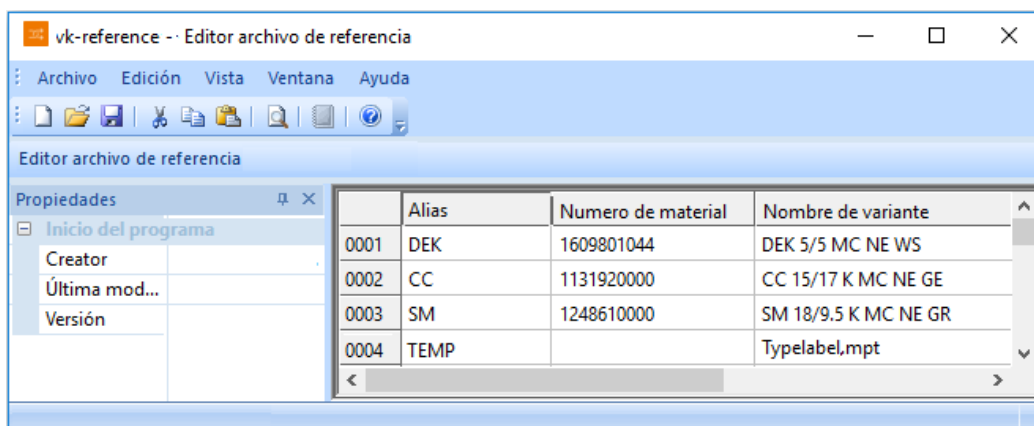 vk-reference - Editor archivo de referencia
Archivo Edición Vista Ventana Ayuda
Editor archivo de referencia
Propiedades
Inicio del programa
Creator
Última mod...
Versión
Alias Numero de material Nombre de variante
0001 DEK 1609801044 DEK 5/5 MC NE WS
0002 CC 1131920000 CC 15/17 K MC NE GE
0003 SM 1248610000 SM 18/9.5 K MC NE GR
0004 TEMP Typelabel,mpt